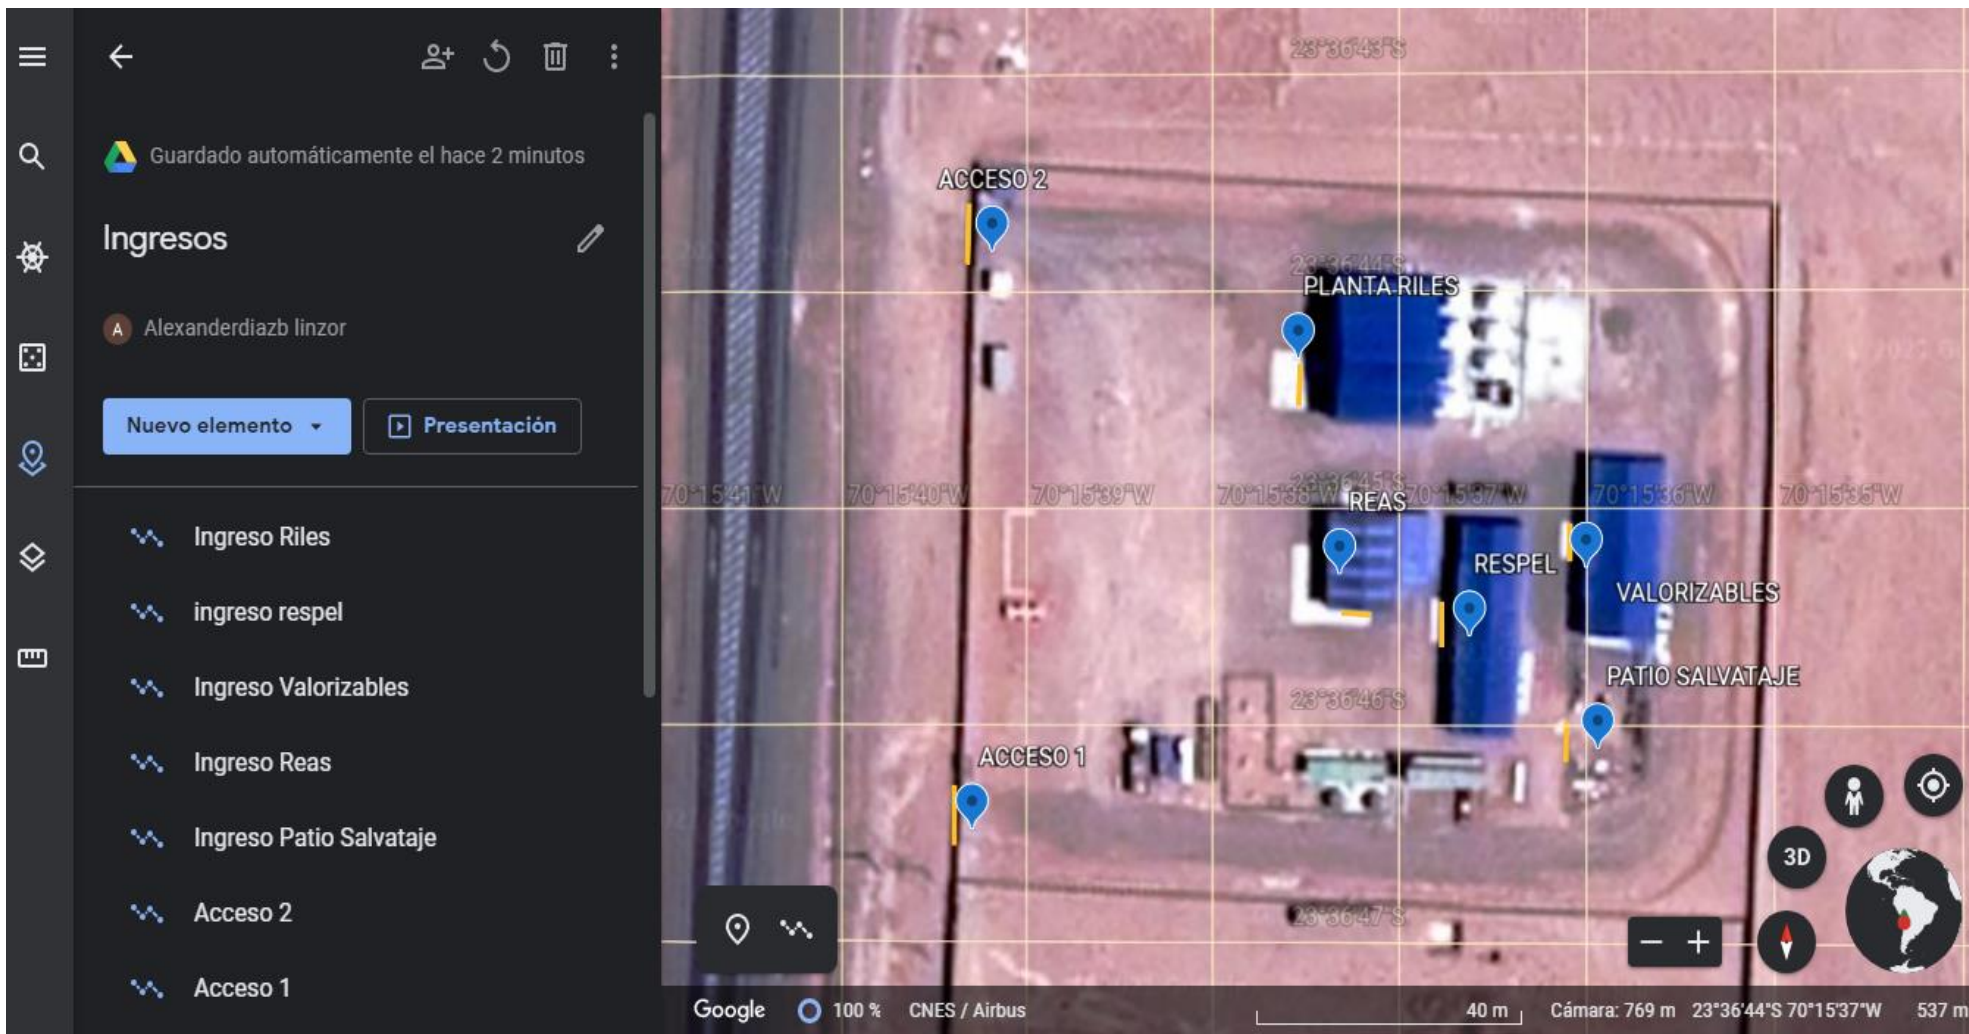 Guardado automáticamente el hace 2 minutos
Ingresos
A Alexanderdiazb linzor
Nuevo elemento
Presentación
Ingreso Riles
ingreso respel
Ingreso Valorizables
Ingreso Reas
Ingreso Patio Salvataje
Acceso 2
Acceso 1
23°36'43"S
ACCESO 2
23°36'44"S
PLANTA RILES
23°36'45"S
70°15'41"W
70°15'40"W
70°15'39"W
70°15'38"W
70°15'37"W
70°15'36"W
70°15'35"W
REAS
RESPEL
VALORIZABLES
PATIO SALVATAJE
23°36'46"S
ACCESO 1
23°36'47"S
3D
Google
100 %
CNES / Airbus
40 m
Cámara: 769 m
23°36'44"S 70°15'37"W
537 m